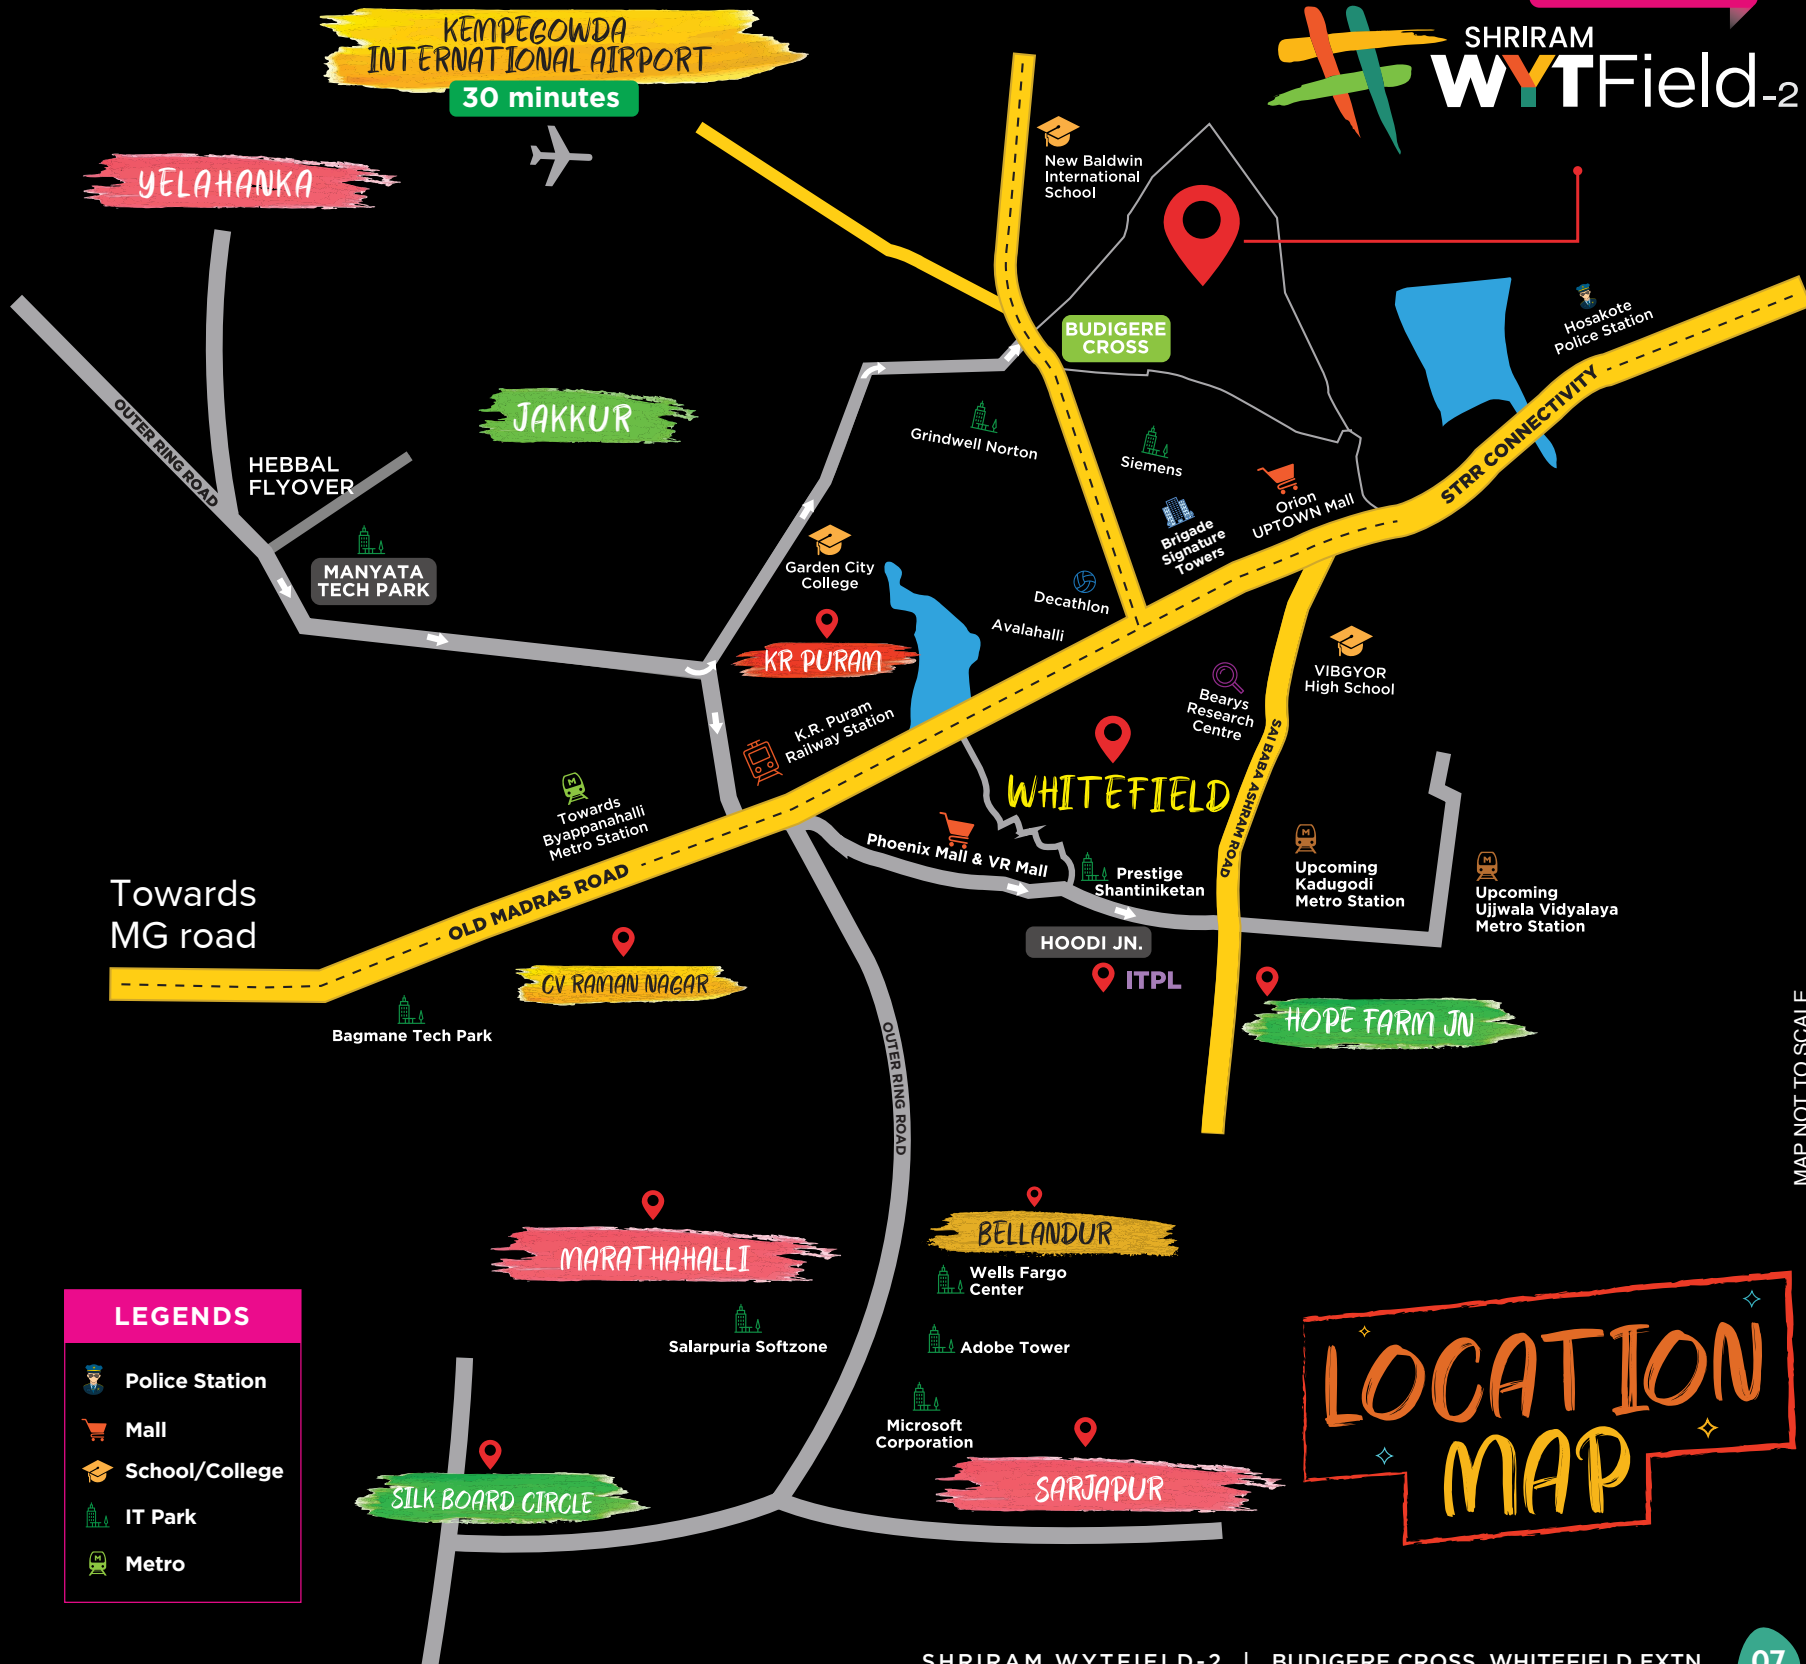 KEMPEGOWDA
INTERNATIONAL AIRPORT
30 minutes
SHRIRAM
WYTField-2
YELAHANKA
New Baldwin
International
School
BUDIGERE
CROSS
Hosakote
Police Station
STRR CONNECTIVITY
JAKKUR
OUTER RING ROAD
HEBBAL
FLYOVER
MANYATA
TECH PARK
Grindwell Norton
Siemens
Orion
UPTOWN Mall
Brigade
Signature
Towers
Garden City
College
Decathlon
Avalahalli
KR PURAM
K.R. Puram
Railway Station
VIBGYOR
High School
Bearys
Research
Centre
SAI BABA ASHRAM ROAD
WHITEFIELD
Towards
Byappanahalli
Metro Station
Phoenix Mall & VR Mall
Prestige
Shantiniketan
Upcoming
Kadugodi
Metro Station
Upcoming
Ujjwala Vidyalaya
Metro Station
Towards
MG road
OLD MADRAS ROAD
HOODI JN.
ITPL
CV RAMAN NAGAR
HOPE FARM JN
Bagmane Tech Park
OUTER RING ROAD
MAP NOT TO SCALE
MARATHAHALLI
BELLANDUR
Wells Fargo
Center
Salarpuria Softzone
Adobe Tower
Microsoft
Corporation
SARJAPUR
SILK BOARD CIRCLE
LEGENDS
Police Station
Mall
School/College
IT Park
Metro
LOCATION
MAP
SHRIRAM WYTFIELD-2 | BUDIGERE CROSS, WHITEFIELD EXTN
07